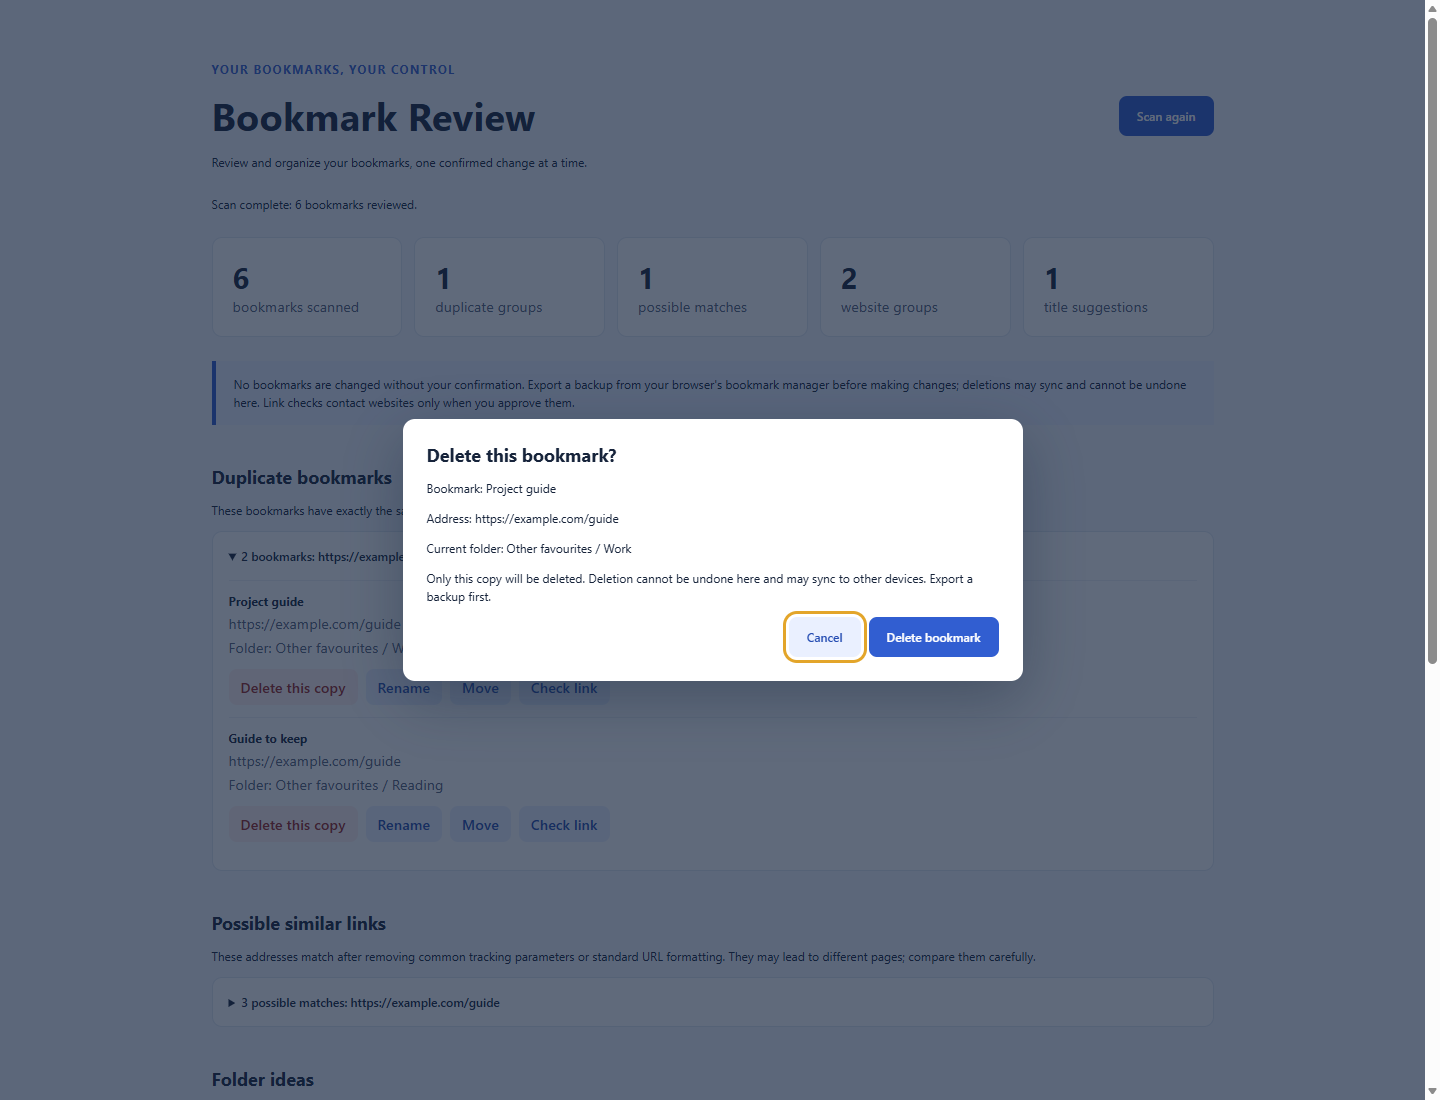 YOUR BOOKMARKS, YOUR CONTROL
Bookmark Review
Scan again
Review and organize your bookmarks, one confirmed change at a time.
Scan complete: 6 bookmarks reviewed.
6
bookmarks scanned
1
duplicate groups
1
possible matches
2
website groups
1
title suggestions
No bookmarks are changed without your confirmation. Export a backup from your browser's bookmark manager before making changes; deletions may sync and cannot be undone
here. Link checks contact websites only when you approve them.
Delete this bookmark?
Bookmark: Project guide
Address: https://example.com/guide
Current folder: Other favourites / Work
Only this copy will be deleted. Deletion cannot be undone here and may sync to other devices. Export a
backup first.
Cancel
Delete bookmark
Duplicate bookmarks
These bookmarks have exactly the
2 bookmarks: https://example
Project guide
https://example.com/guide
Folder: Other favourites /
Delete this copy
Rename
Move
Check link
Guide to keep
https://example.com/guide
Folder: Other favourites / Reading
Delete this copy
Rename
Move
Check link
Possible similar links
These addresses match after removing common tracking parameters or standard URL formatting. They may lead to different pages; compare them carefully.
3 possible matches: https://example.com/guide
Folder ideas